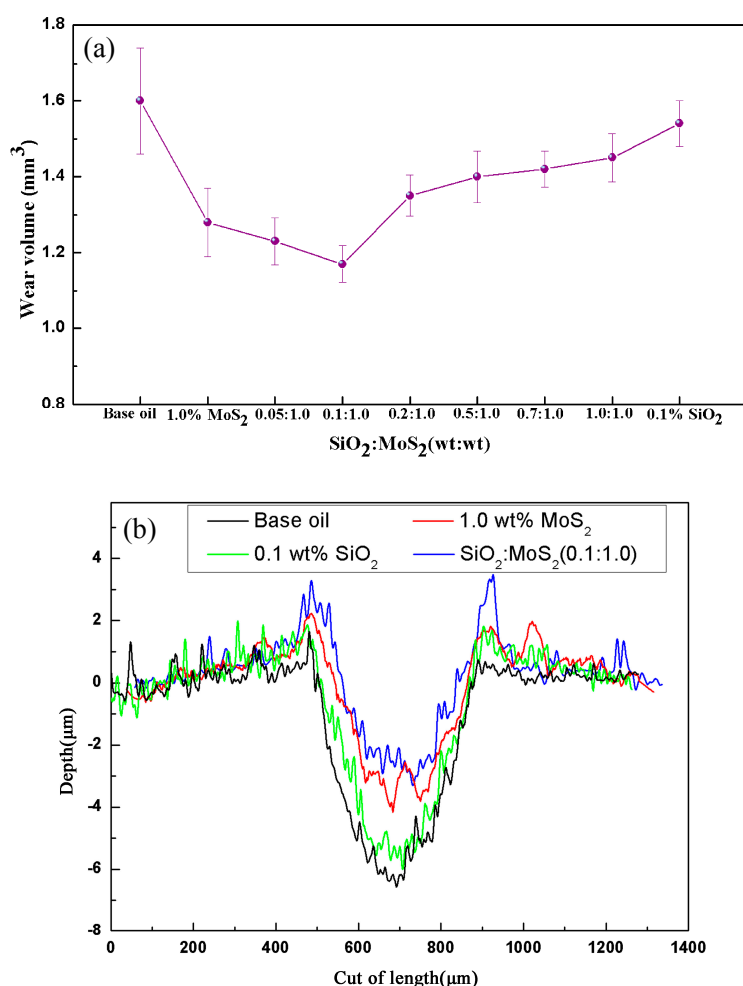 (a)
Wear volume (mm³)
1.8
1.6
1.4
1.2
1.0
0.8
Base oil 1.0% MoS₂ 0.05:1.0 0.1:1.0 0.2:1.0 0.5:1.0 0.7:1.0 1.0:1.0 0.1% SiO₂
SiO₂:MoS₂(wt:wt)
(b)
Base oil 1.0 wt% MoS₂
0.1 wt% SiO₂ SiO₂:MoS₂(0.1:1.0)
Depth(μm)
4
2
0
-2
-4
-6
-8
0 200 400 600 800 1000 1200 1400
Cut of length(μm)